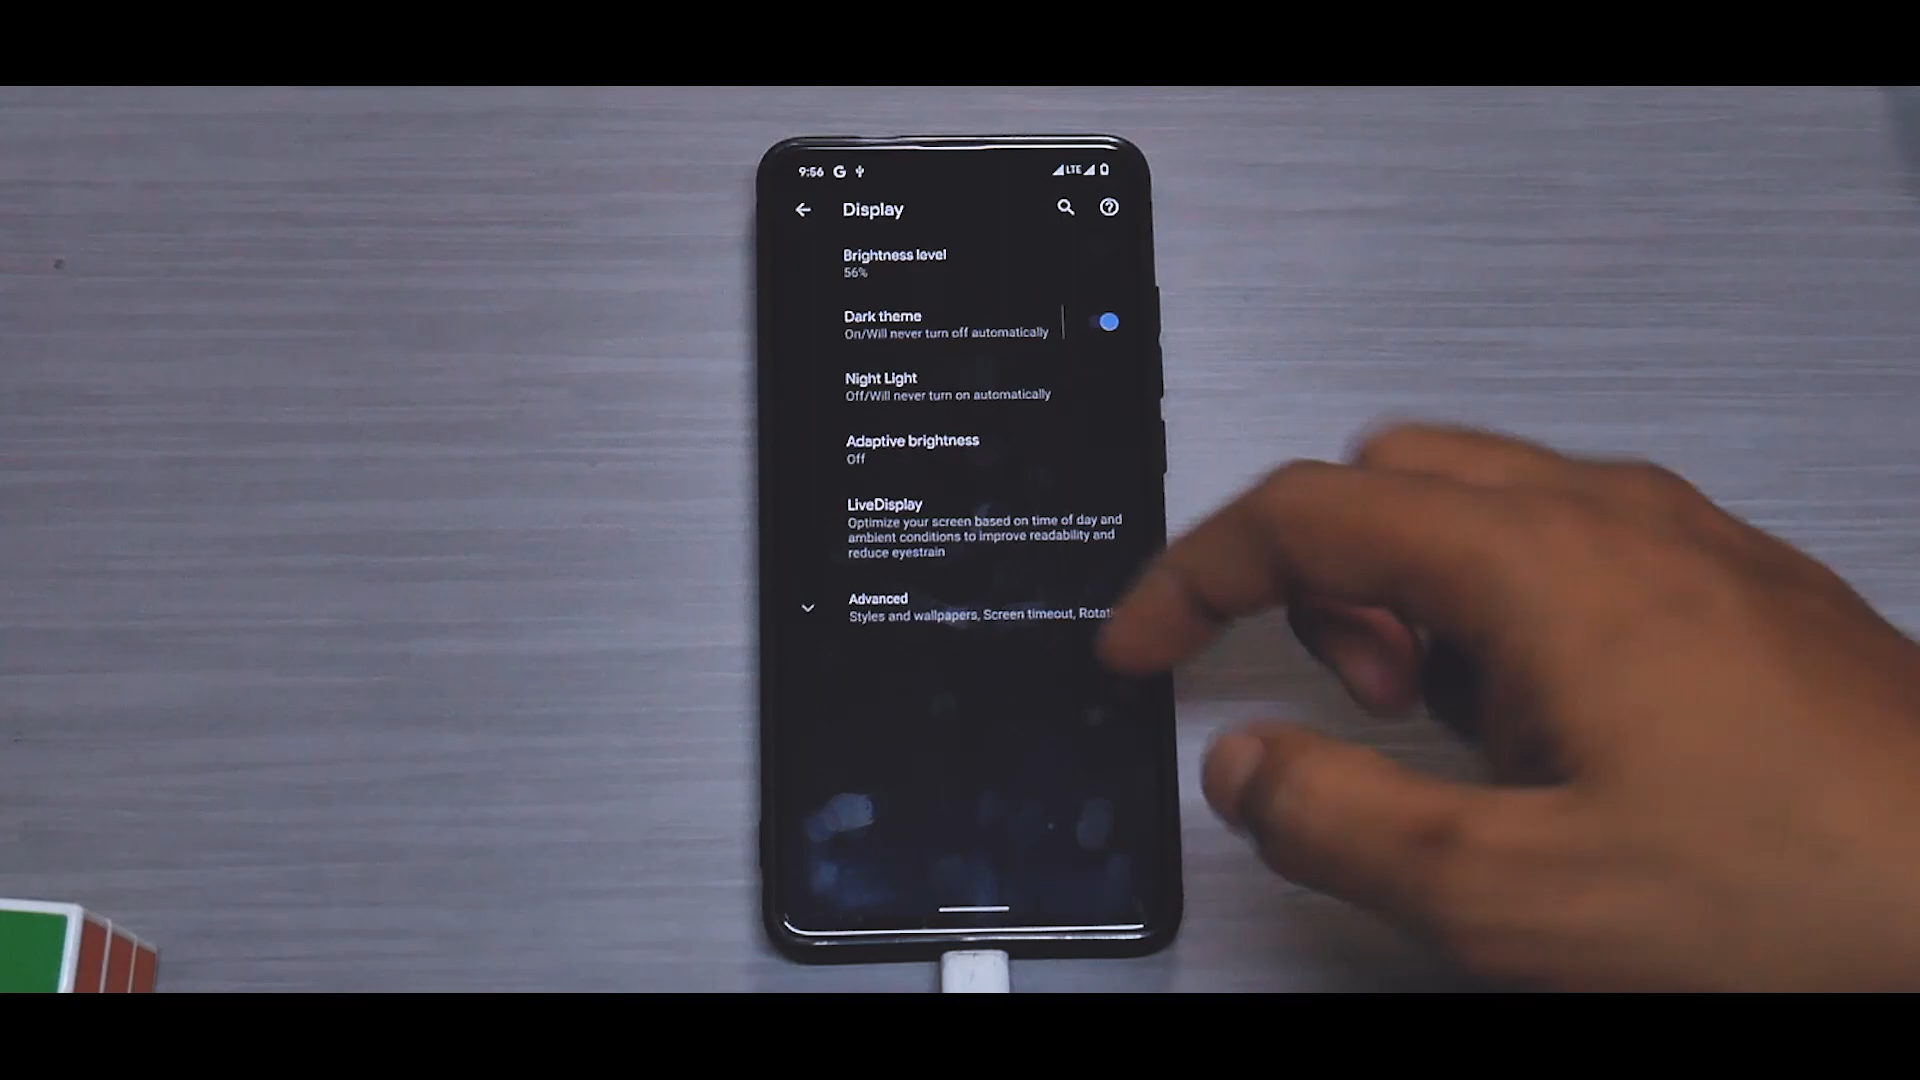 9:56 G LTE
Display
Brightness level
56%
Dark theme
On/Will never turn off automatically
Night Light
Off/Will never turn on automatically
Adaptive brightness
Off
LiveDisplay
Optimize your screen based on time of day and
ambient conditions to improve readability and
reduce eyestrain
Advanced
Styles and wallpapers, Screen timeout, Rotati